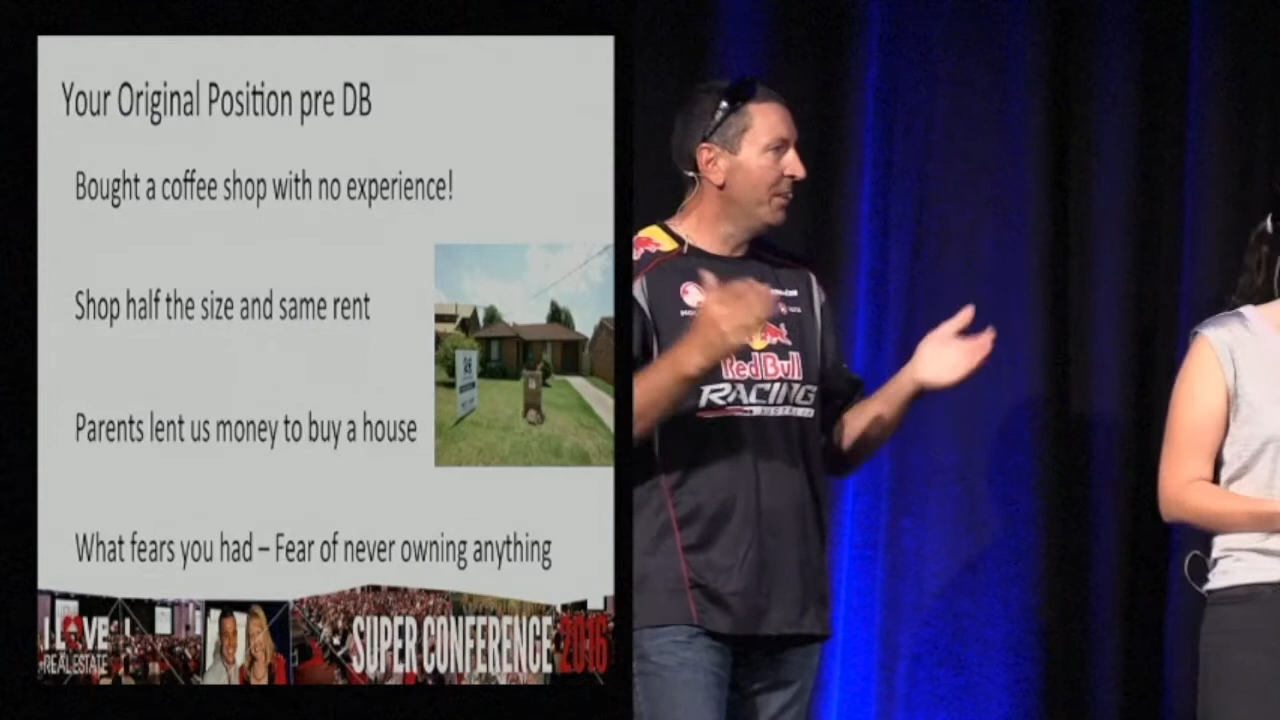 Your Original Position pre DB
Bought a coffee shop with no experience!
Shop half the size and same rent
Parents lent us money to buy a house
What fears you had – Fear of never owning anything
I LOVE
REAL ESTATE
SUPER CONFERENCE 2016
Red Bull
RACING